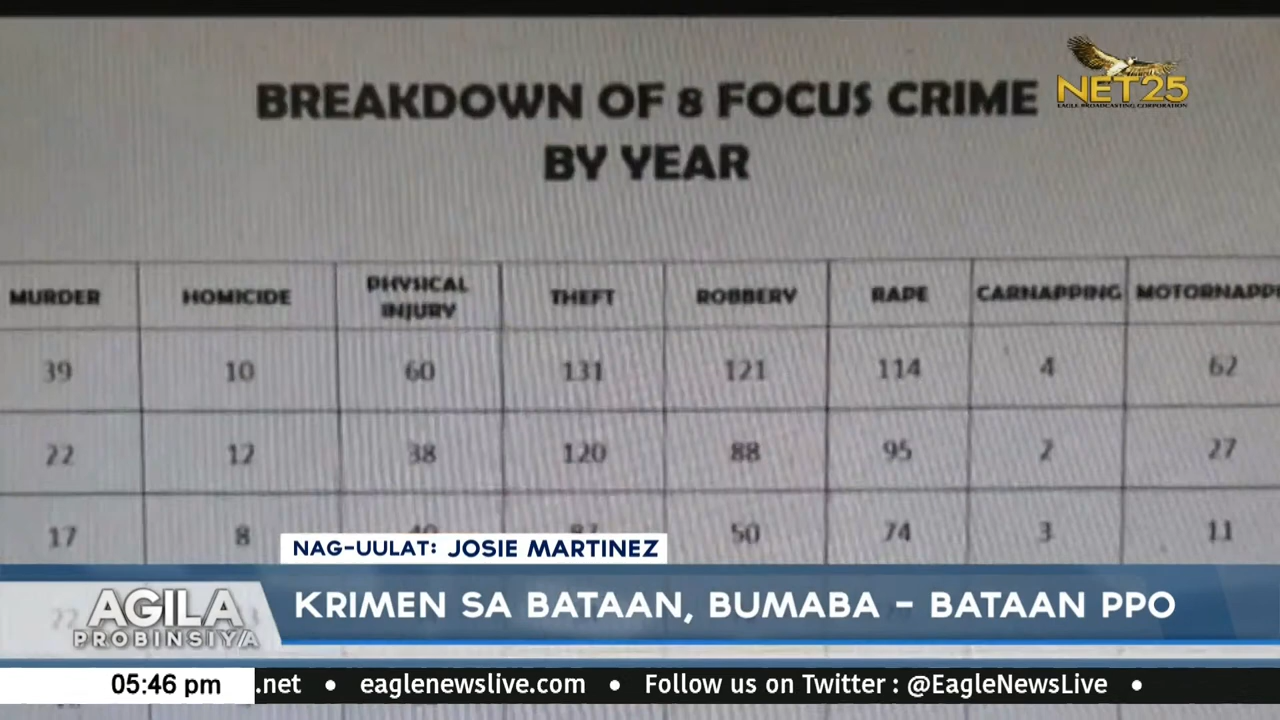 BREAKDOWN OF 8 FOCUS CRIME
BY YEAR
NET25
EAGLE BROADCASTING CORPORATION
MURDER HOMICIDE PHYSICAL INJURY THEFT ROBBERY RAPE CARNAPPING MOTORNAPPI
39 10 60 131 121 114 4 62
22 12 38 120 88 95 2 27
17 8 50 74 3 11
NAG-UULAT: JOSIE MARTINEZ
AGILA
PROBINSIYA
KRIMEN SA BATAAN, BUMABA - BATAAN PPO
05:46 pm .net • eaglenewslive.com • Follow us on Twitter : @EagleNewsLive •